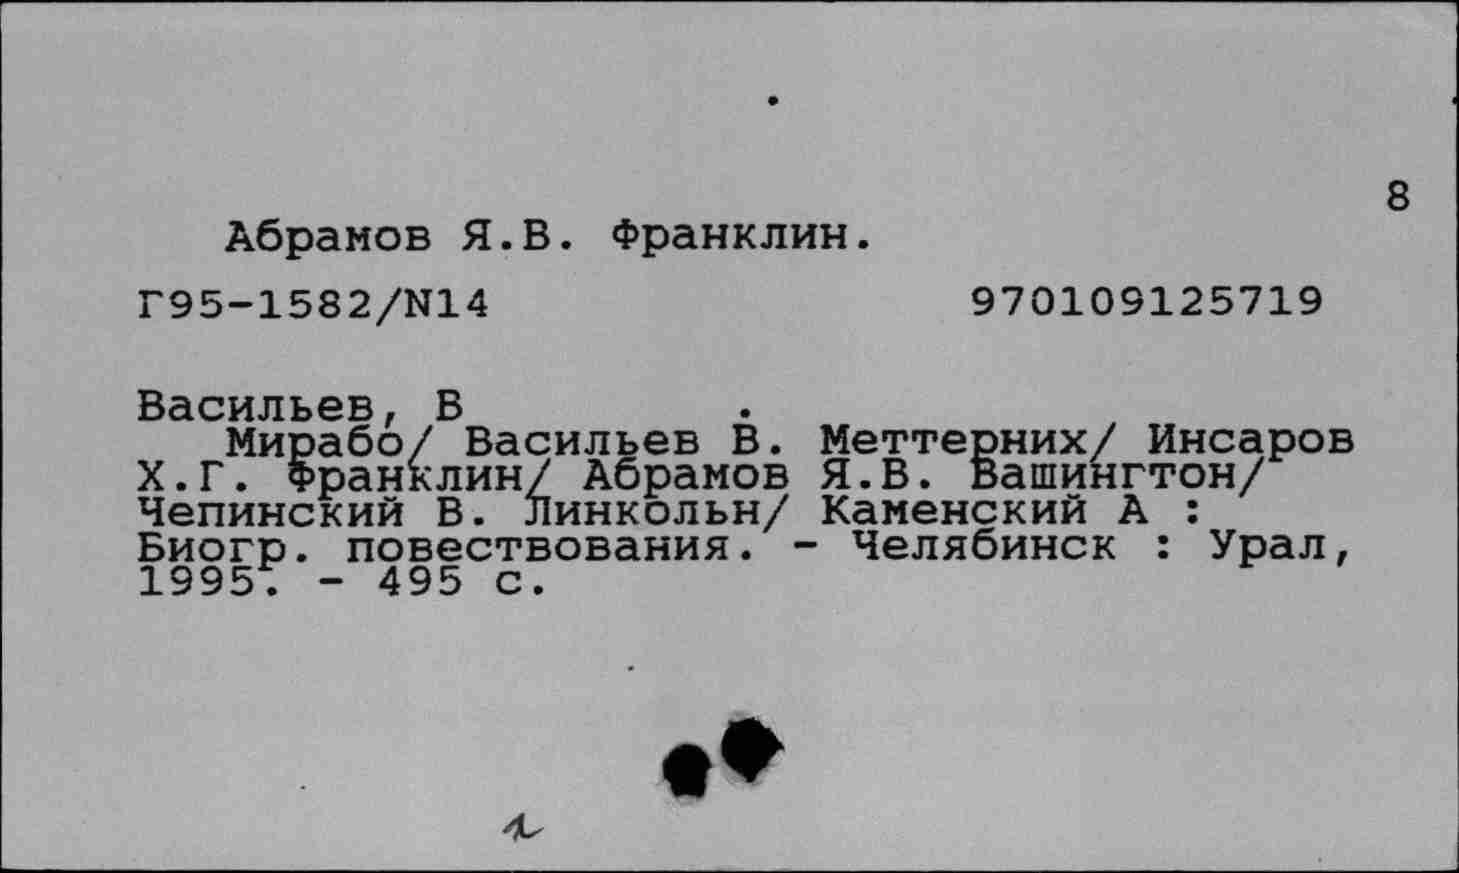 8
Абрамов Я.В. Франклин.
Г95-1582/N14 970109125719
Васильев, В .
Мирабо/ Васильев В. Меттерних/ Инсаров
Х.Г. Франклин/ Абрамов Я.В. Вашингтон/
Чепинский В. Линкольн/ Каменский А :
Биогр. повествования. - Челябинск : Урал,
1995. - 495 с.